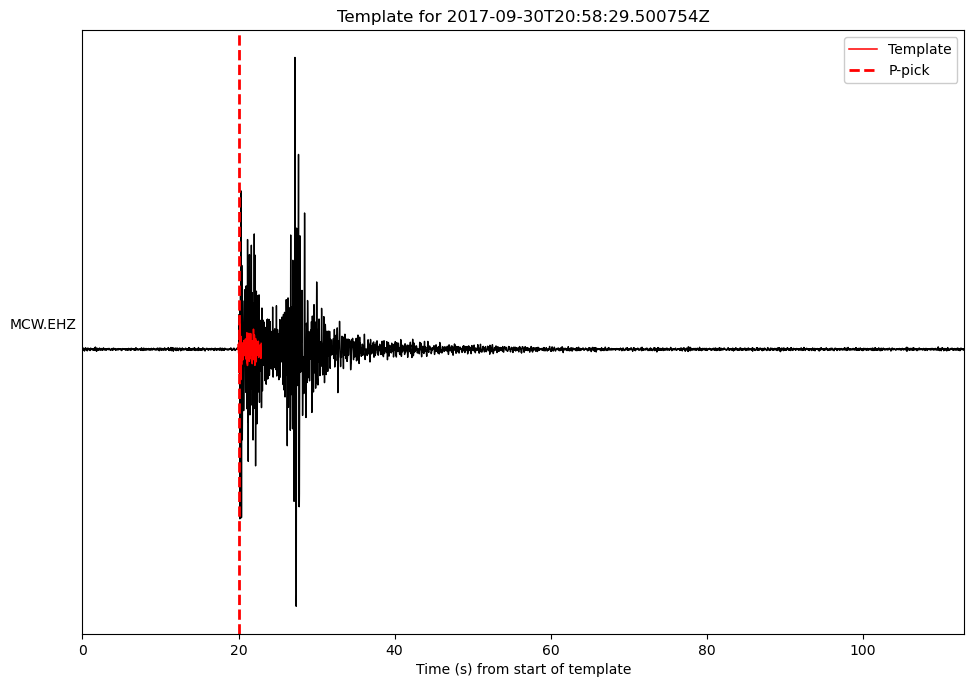 Template for 2017-09-30T20:58:29.500754Z
Template
P-pick
MCW.EHZ
0 20 40 60 80 100
Time (s) from start of template